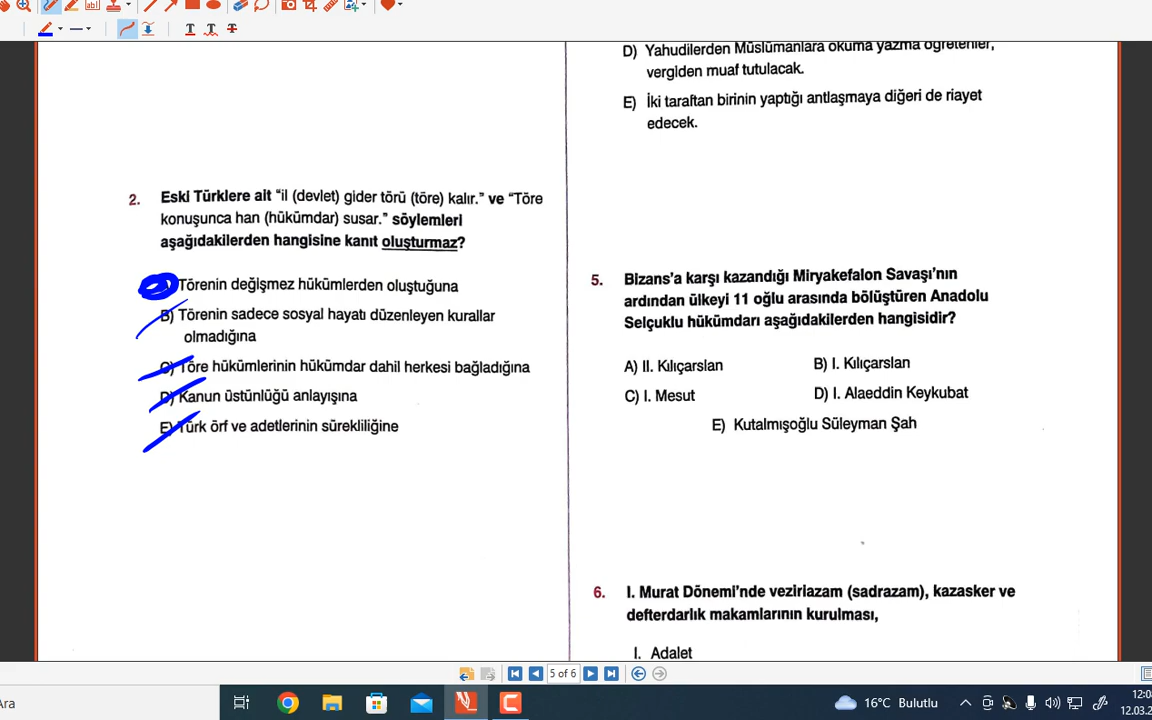 2. Eski Türklere ait “il (devlet) gider törü (töre) kalır.” ve “Töre
konuşunca han (hükümdar) susar.” söylemleri
aşağıdakilerden hangisine kanıt oluşturmaz?
Törenin değişmez hükümlerden oluştuğuna
B) Törenin sadece sosyal hayatı düzenleyen kurallar
olmadığına
C) Töre hükümlerinin hükümdar dahil herkesi bağladığına
D) Kanun üstünlüğü anlayışına
E) Türk örf ve adetlerinin sürekliliğine
D) Yahudilerden Müslümanlara okuma yazma öğretenler,
vergiden muaf tutulacak.
E) İki taraftan birinin yaptığı antlaşmaya diğeri de riayet
edecek.
5. Bizans’a karşı kazandığı Miryakefalon Savaşı’nın
ardından ülkeyi 11 oğlu arasında bölüştüren Anadolu
Selçuklu hükümdarı aşağıdakilerden hangisidir?
A) II. Kılıçarslan B) I. Kılıçarslan
C) I. Mesut D) I. Alaeddin Keykubat
E) Kutalmışoğlu Süleyman Şah
6. I. Murat Dönemi’nde vezirlazam (sadrazam), kazasker ve
defterdarlık makamlarının kurulması,
I. Adalet
5 of 6
Ara
16°C Bulutlu
12.03.2